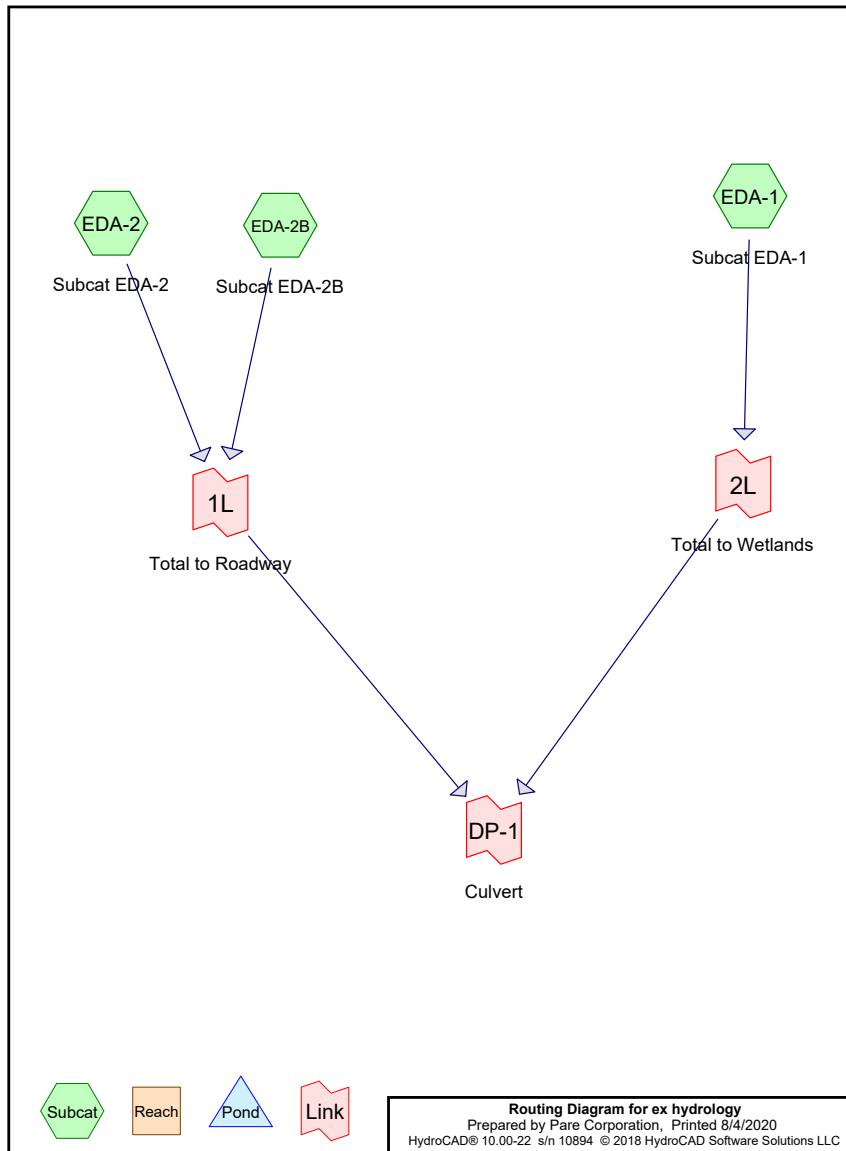 EDA-2
EDA-2B
EDA-1
Subcat EDA-2
Subcat EDA-2B
Subcat EDA-1
1L
2L
Total to Roadway
Total to Wetlands
DP-1
Culvert
Subcat
Reach
Pond
Link
Routing Diagram for ex hydrology
Prepared by Pare Corporation, Printed 8/4/2020
HydroCAD® 10.00-22 s/n 10894 © 2018 HydroCAD Software Solutions LLC